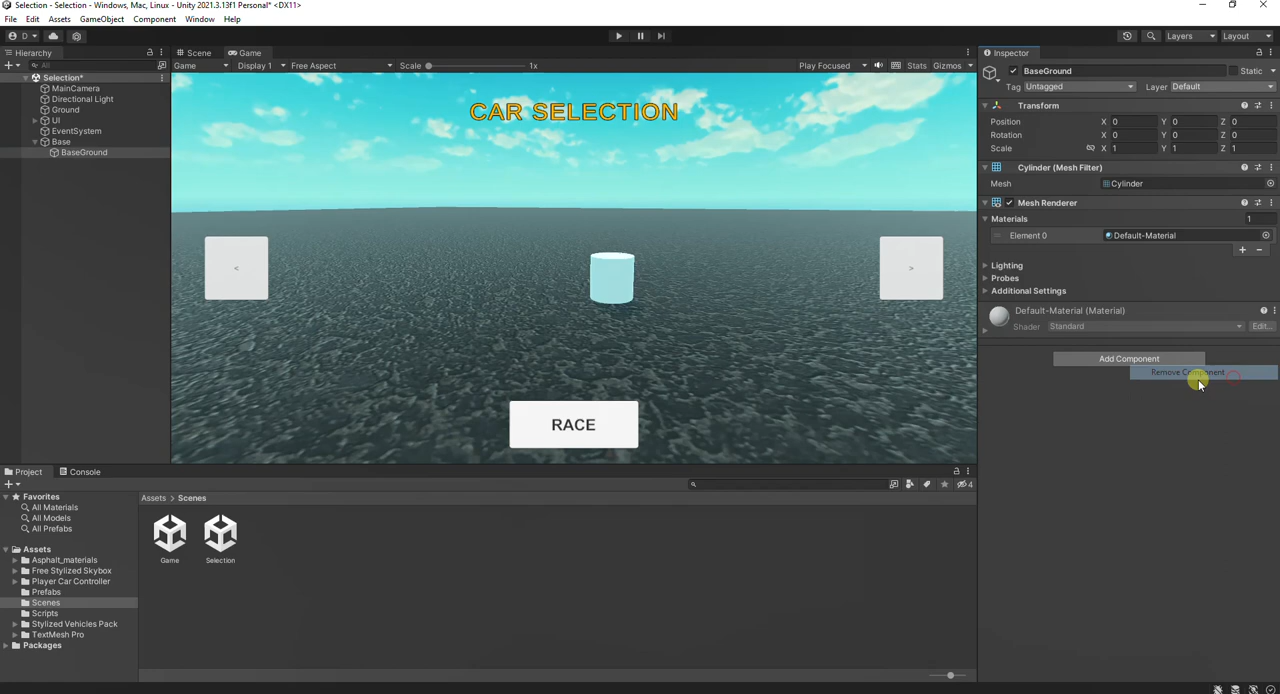 Selection - Selection - Windows, Mac, Linux - Unity 2021.3.13f1 Personal* <DX11>
File Edit Assets GameObject Component Window Help
D
Layers Layout
Hierarchy Scene Game Inspector
All Game Display 1 Free Aspect Scale 1x Play Focused Stats Gizmos
BaseGround Static
Selection*
Tag Untagged Layer Default
MainCamera
Directional Light
Transform
Ground
UI
Position X 0 Y 0 Z 0
EventSystem
Rotation X 0 Y 0 Z 0
Base
Scale X 1 Y 1 Z 1
BaseGround
CAR SELECTION
Cylinder (Mesh Filter)
Mesh Cylinder
Mesh Renderer
Materials 1
Element 0 Default-Material
Lighting
< >
Probes
Additional Settings
Default-Material (Material)
Shader Standard Edit...
Add Component
Remove Component
RACE
Project Console
4
Favorites
All Materials
All Models
All Prefabs
Assets > Scenes
Game Selection
Assets
Asphalt_materials
Free Stylized Skybox
Player Car Controller
Prefabs
Scenes
Scripts
Stylized Vehicles Pack
TextMesh Pro
Packages